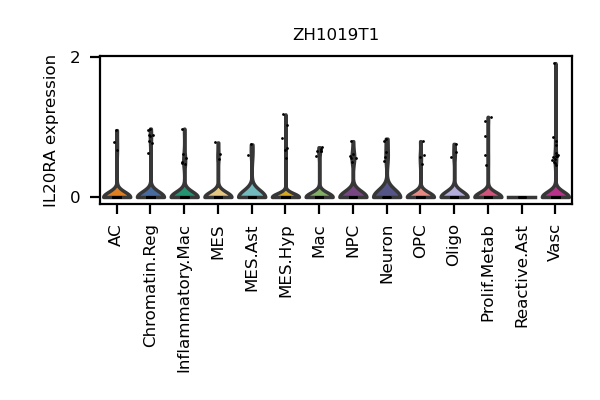 ZH1019T1
IL20RA expression
2
0
AC
Chromatin.Reg
Inflammatory.Mac
MES
MES.Ast
MES.Hyp
Mac
NPC
Neuron
OPC
Oligo
Prolif.Metab
Reactive.Ast
Vasc